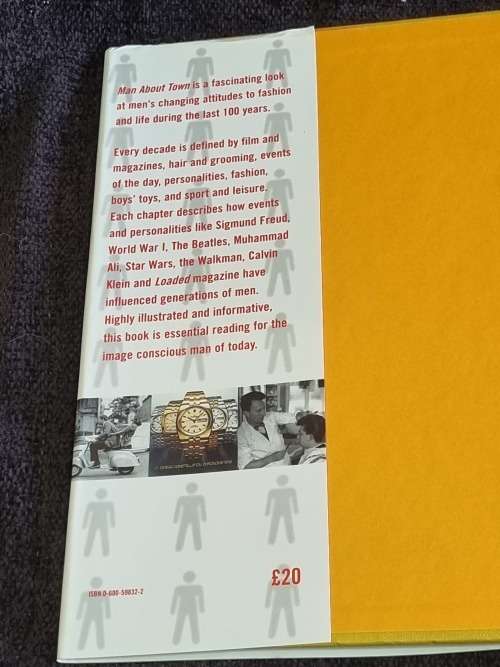 Man About Town is a fascinating look
at men's changing attitudes to fashion
and life during the last 100 years.
Every decade is defined by film and
magazines, hair and grooming, events
of the day, personalities, fashion,
boys' toys, and sport and leisure.
Each chapter describes how events
and personalities like Sigmund Freud,
World War I, The Beatles, Muhammad
Ali, Star Wars, the Walkman, Calvin
Klein and Loaded magazine have
influenced generations of men.
Highly illustrated and informative,
this book is essential reading for the
image conscious man of today.
£20
ISBN 0-600-59832-2